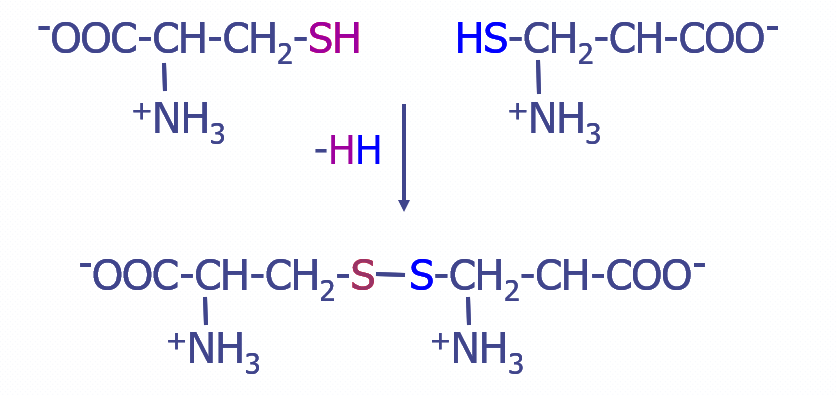 ⁻OOC-CH-CH₂-SH HS-CH₂-CH-COO⁻
⁺NH₃ ⁺NH₃
-HH
⁻OOC-CH-CH₂-S—S-CH₂-CH-COO⁻
⁺NH₃ ⁺NH₃